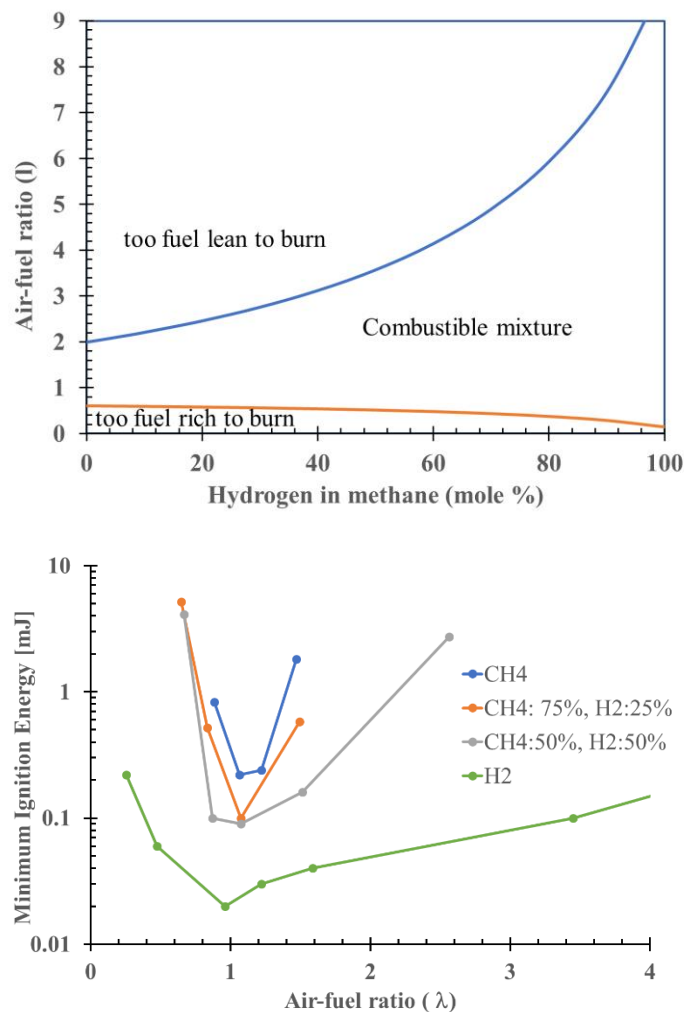 9
8
7
6
5
4
3
2
1
0
Air-fuel ratio (l)
too fuel lean to burn
Combustible mixture
too fuel rich to burn
0 20 40 60 80 100
Hydrogen in methane (mole %)
10
1
0.1
0.01
Minimum Ignition Energy [mJ]
CH4
CH4: 75%, H2:25%
CH4:50%, H2:50%
H2
0 1 2 3 4
Air-fuel ratio ( λ)